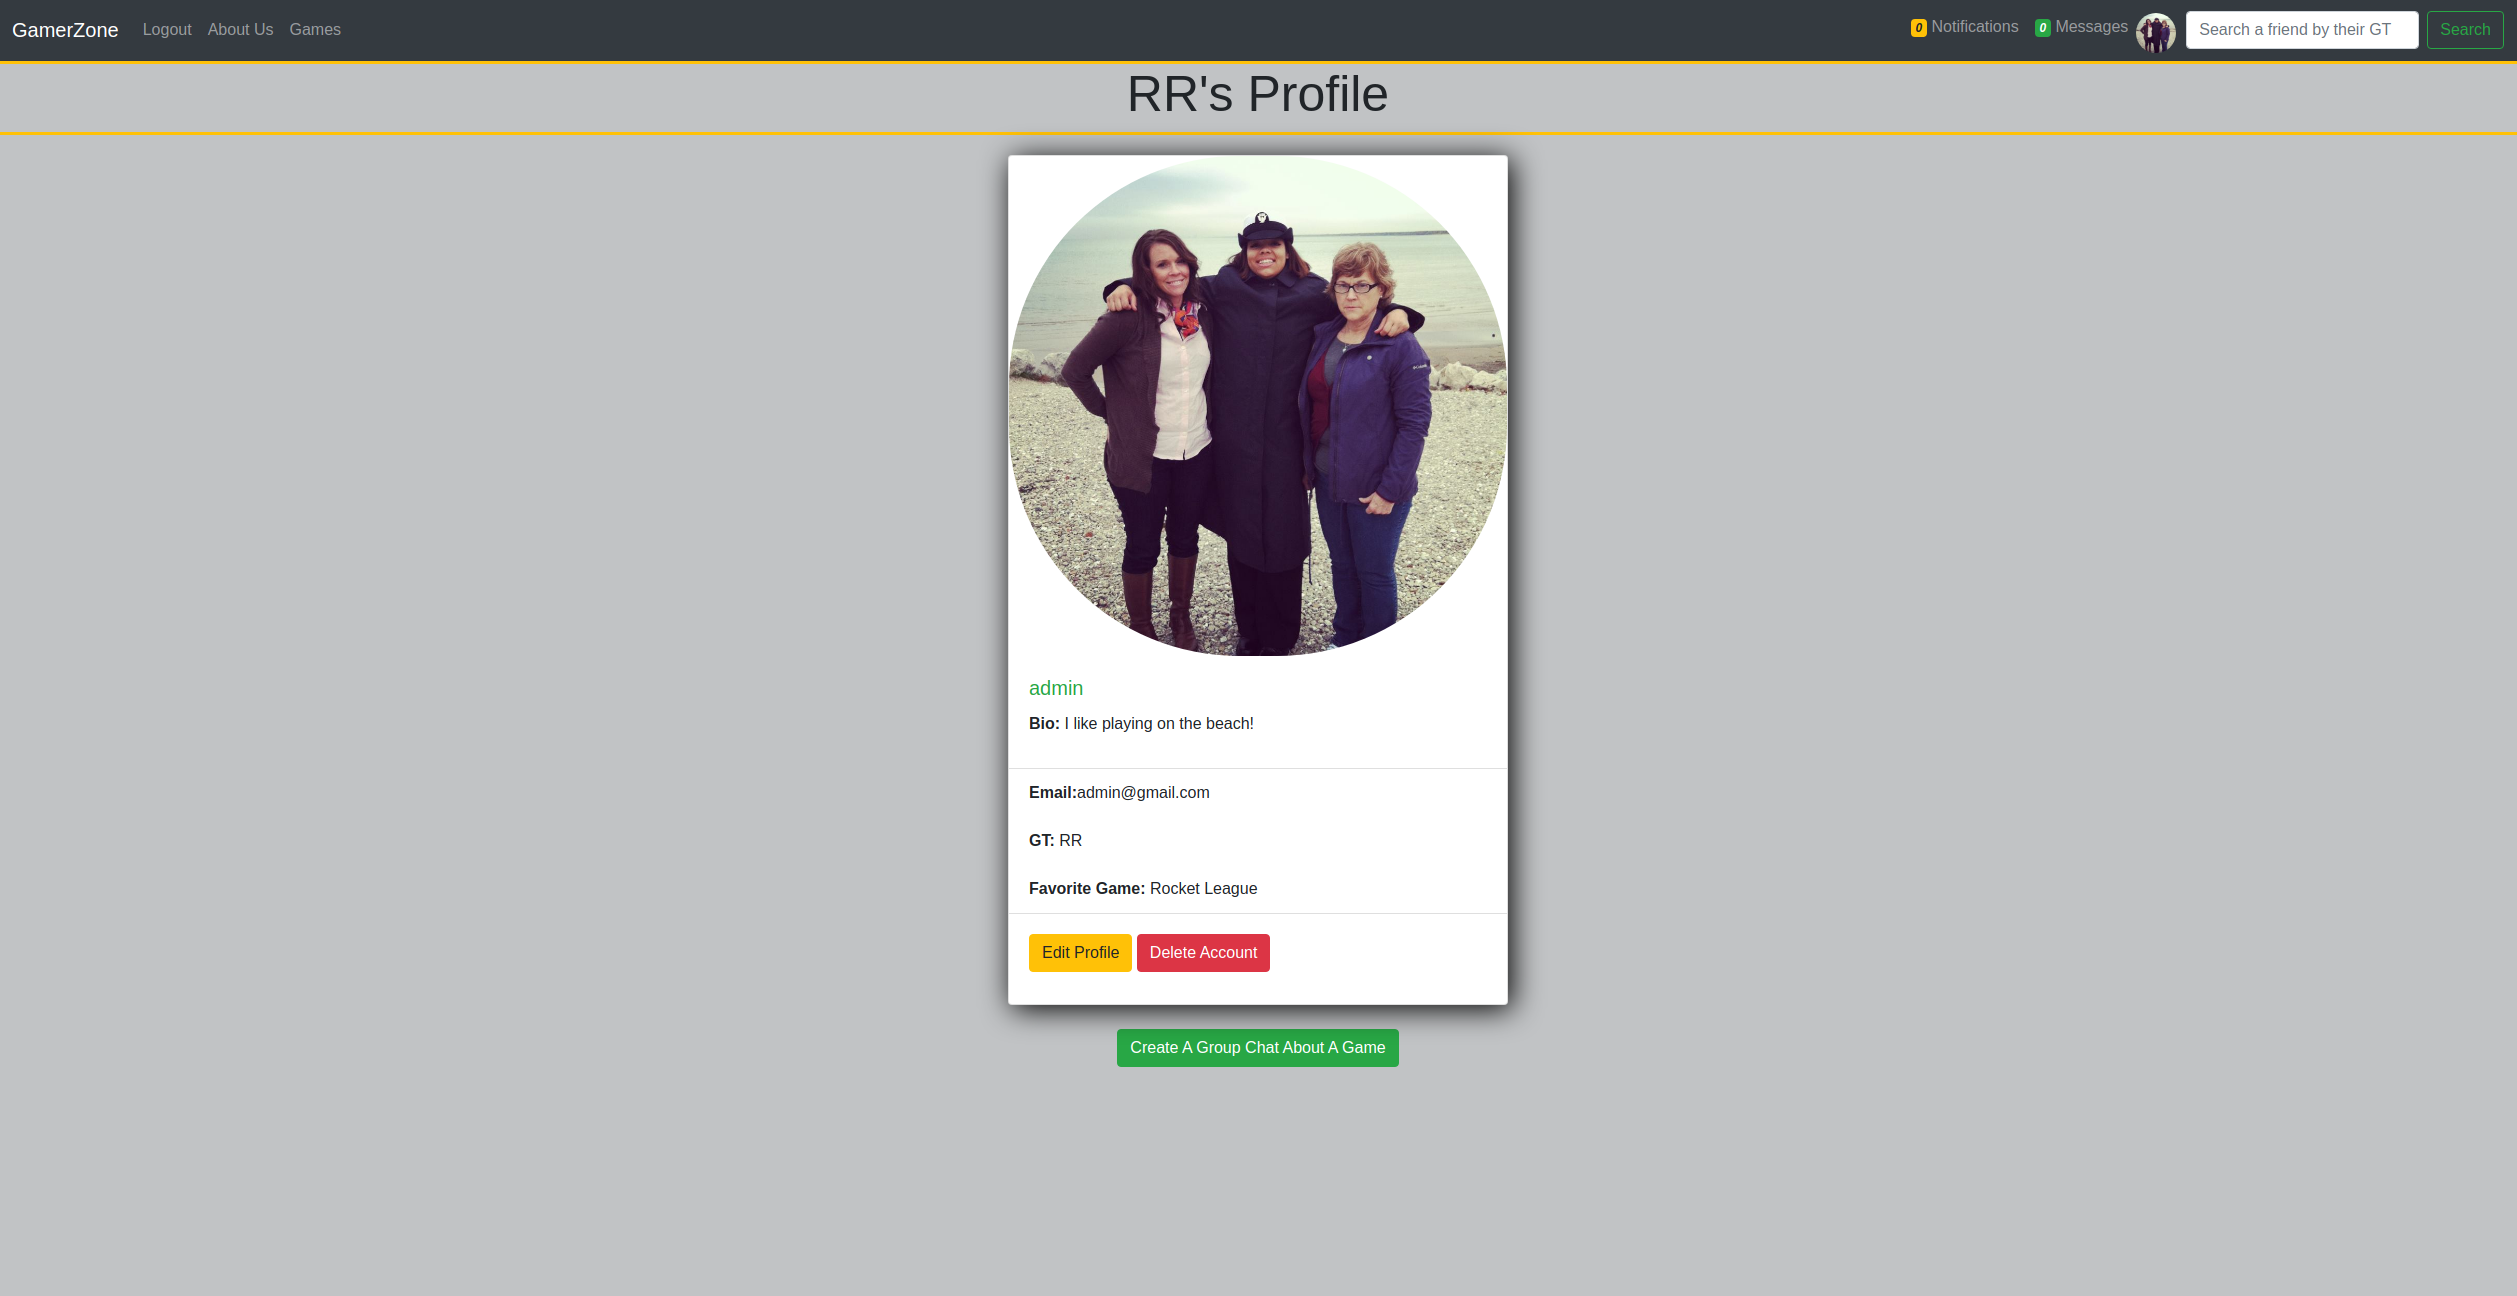 GamerZone Logout About Us Games 0 Notifications 0 Messages Search a friend by their GT Search
RR's Profile
admin
Bio: I like playing on the beach!
Email:admin@gmail.com
GT: RR
Favorite Game: Rocket League
Edit Profile Delete Account
Create A Group Chat About A Game